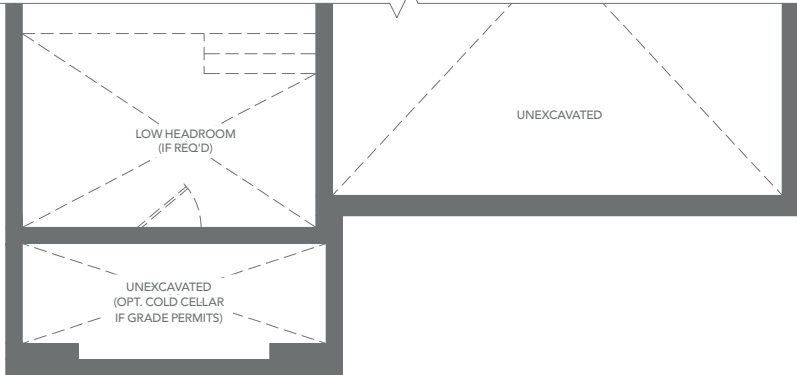 UNEXCAVATED
LOW HEADROOM
(IF REQ'D)
UNEXCAVATED
(OPT. COLD CELLAR
IF GRADE PERMITS)